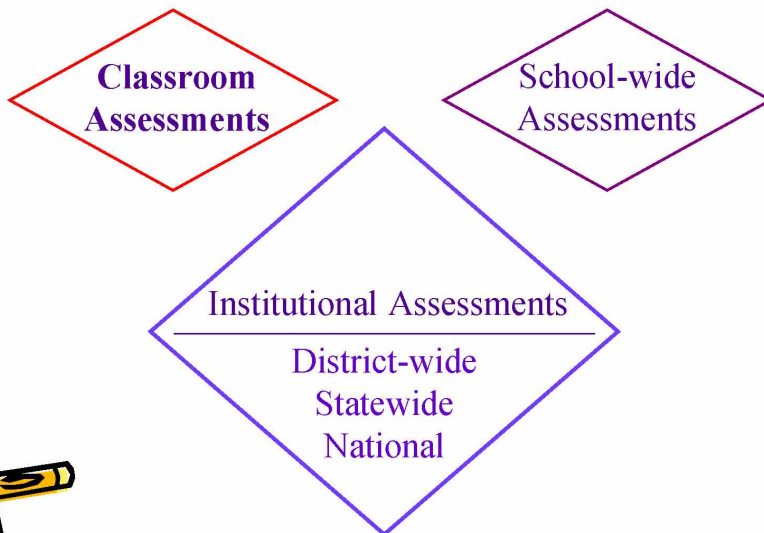 Classroom
Assessments
School-wide
Assessments
Institutional Assessments
District-wide
Statewide
National